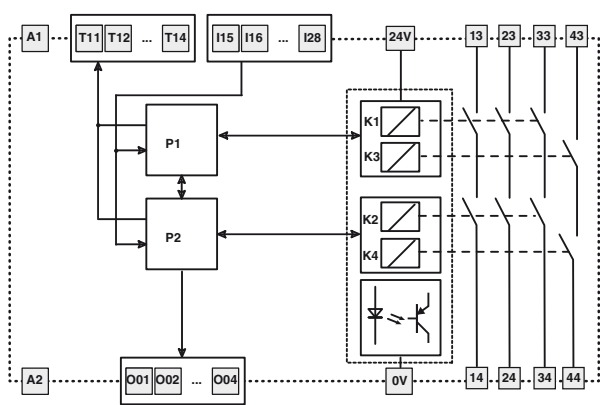 A1 T11 T12 ... T14 I15 I16 ... I28 24V 13 23 33 43
K1
P1
K3
K2
P2
K4
A2 O01 O02 ... O04 0V 14 24 34 44